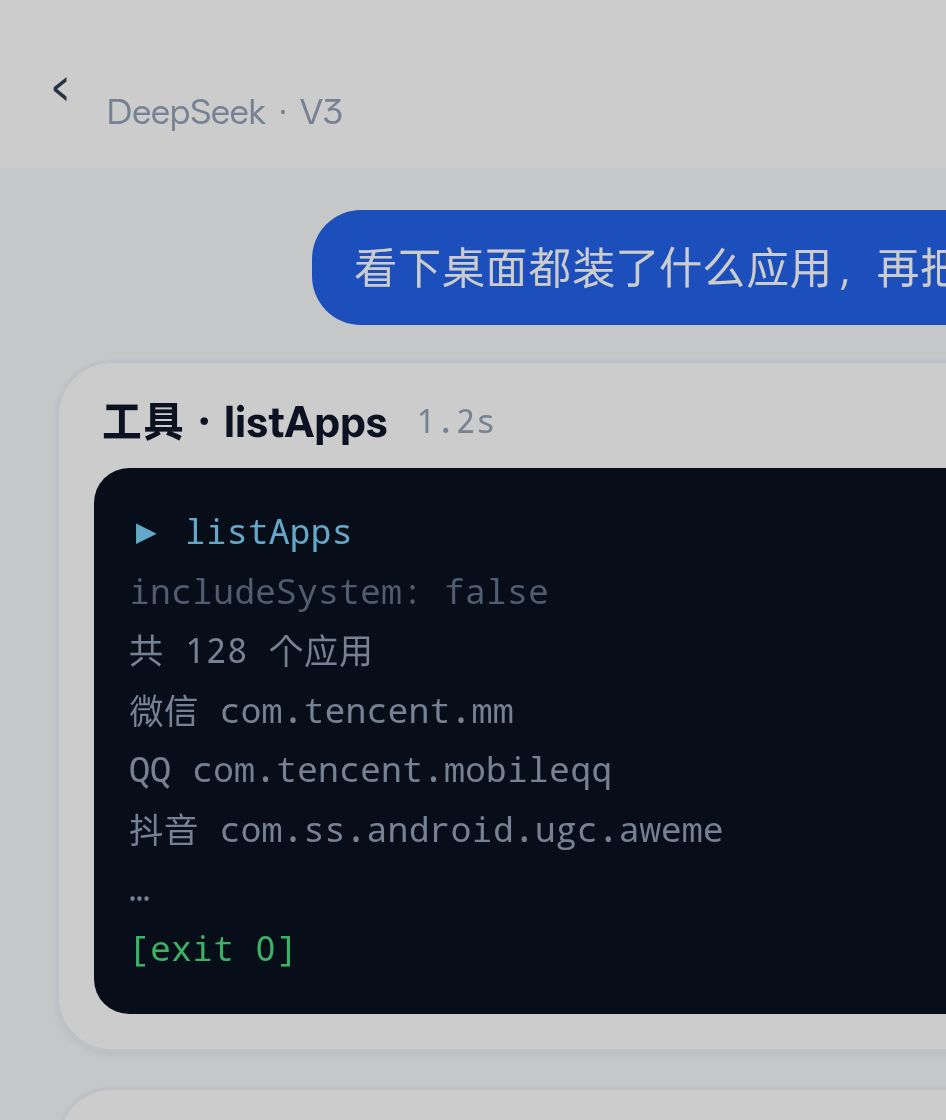 DeepSeek · V3
看下桌面都装了什么应用，再把
工具 · listApps 1.2s
▶ listApps
includeSystem: false
共 128 个应用
微信 com.tencent.mm
QQ com.tencent.mobileqq
抖音 com.ss.android.ugc.aweme
…
[exit 0]